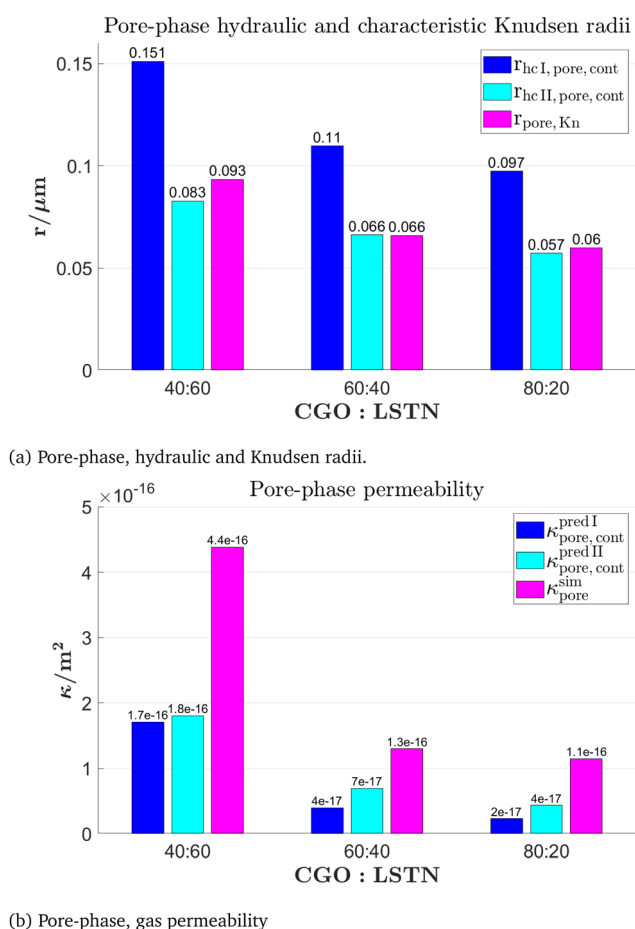 Pore-phase hydraulic and characteristic Knudsen radii
r/μm
0.15
0.1
0.05
0
0.151
0.083
0.093
0.11
0.066
0.066
0.097
0.057
0.06
r_hc I, pore, cont
r_hc II, pore, cont
r_pore, Kn
40:60
60:40
80:20
CGO : LSTN
(a) Pore-phase, hydraulic and Knudsen radii.
Pore-phase permeability
×10^-16
κ/m²
5
4
3
2
1
0
1.7e-16
1.8e-16
4.4e-16
4e-17
7e-17
1.3e-16
2e-17
4e-17
1.1e-16
κ^pred I_pore, cont
κ^pred II_pore, cont
κ^sim_pore
40:60
60:40
80:20
CGO : LSTN
(b) Pore-phase, gas permeability